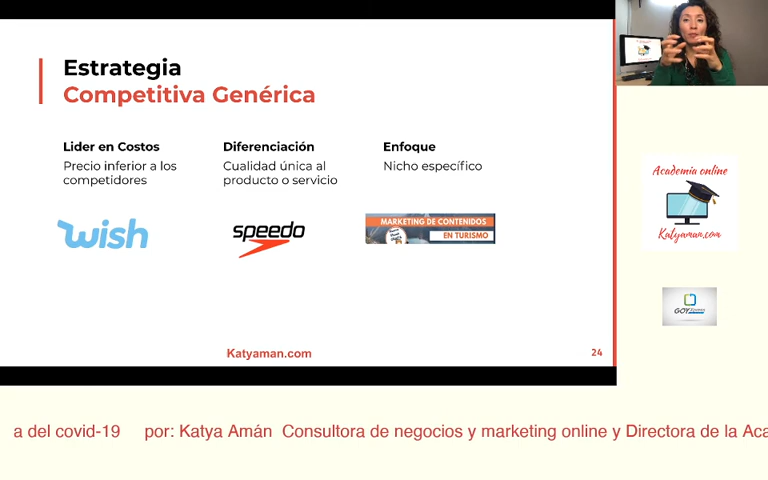 Estrategia
Competitiva Genérica
Lider en Costos
Precio inferior a los
competidores
wish
Diferenciación
Cualidad única al
producto o servicio
speedo
Enfoque
Nicho específico
MARKETING DE CONTENIDOS
EN TURISMO
Katyaman.com
24
Academia online
Katyaman.com
a del covid-19 por: Katya Amán Consultora de negocios y marketing online y Directora de la Aca